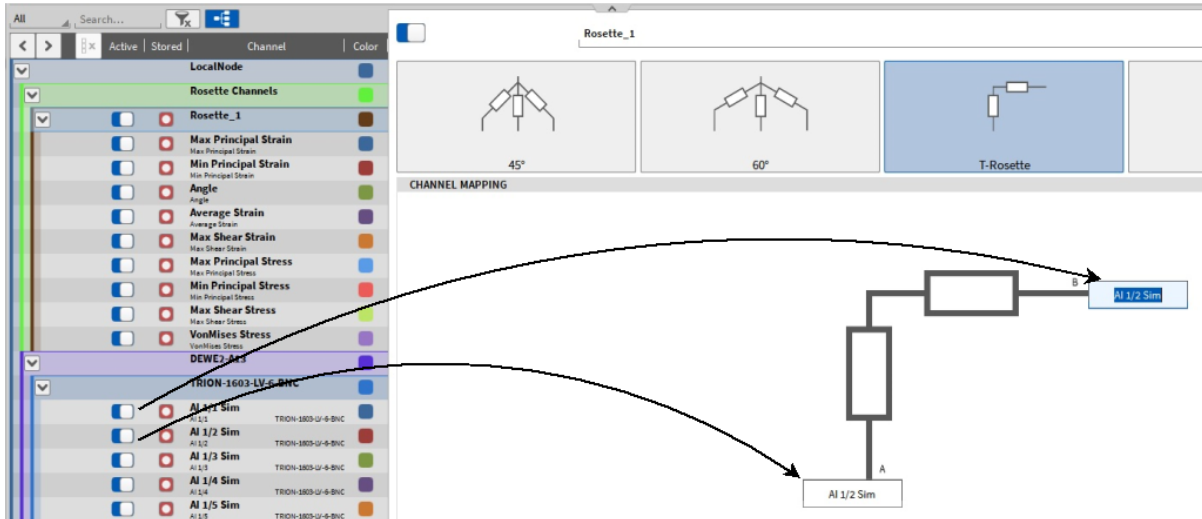 All
Search...
Active Stored Channel Color
LocalNode
Rosette Channels
Rosette_1
Max Principal Strain
Max Principal Strain
Min Principal Strain
Min Principal Strain
Angle
Angle
Average Strain
Average Strain
Max Shear Strain
Max Shear Strain
Max Principal Stress
Max Principal Stress
Min Principal Stress
Min Principal Stress
Max Shear Stress
Max Shear Stress
VonMises Stress
VonMises Stress
DEWE2-A13
TRION-1603-LV-6-BNC
AI 1/1 Sim
AI 1/1 TRION-1603-LV-6-BNC
AI 1/2 Sim
AI 1/2 TRION-1603-LV-6-BNC
AI 1/3 Sim
AI 1/3 TRION-1603-LV-6-BNC
AI 1/4 Sim
AI 1/4 TRION-1603-LV-6-BNC
AI 1/5 Sim
AI 1/5 TRION-1603-LV-6-BNC
Rosette_1
45° 60° T-Rosette
CHANNEL MAPPING
B AI 1/2 Sim
A
AI 1/2 Sim